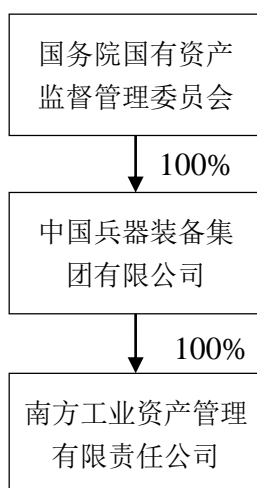 国务院国有资产
监督管理委员会
100%
中国兵器装备集
团有限公司
100%
南方工业资产管理
有限责任公司